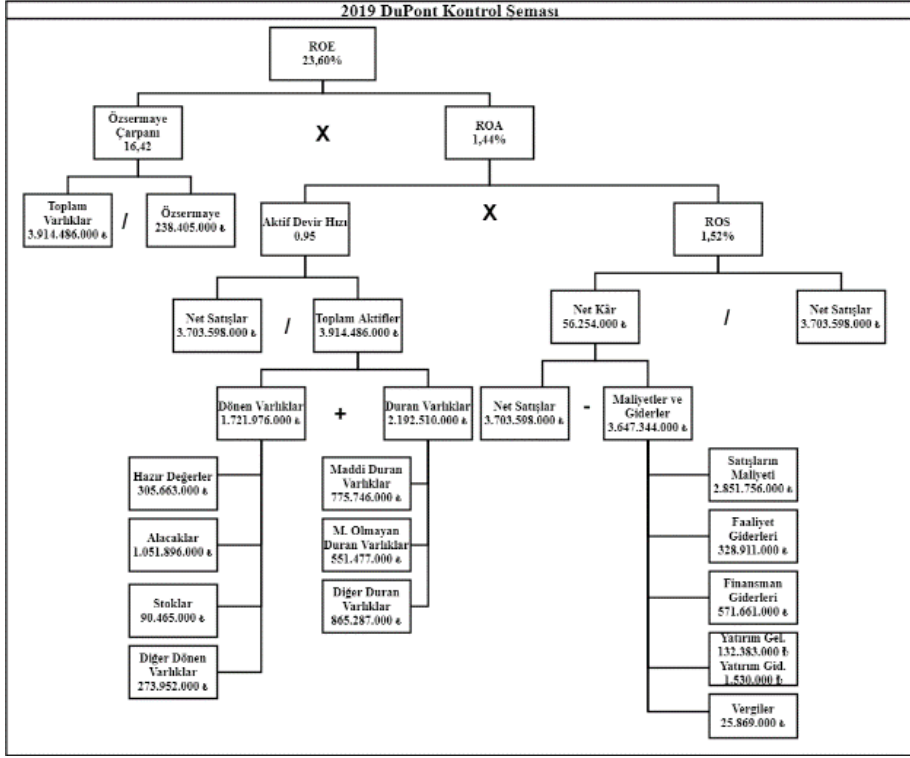 2019 DuPont Kontrol Şeması
ROE
23,60%
Özsermaye
Çarpanı
16,42
X
ROA
1,44%
Toplam
Varlıklar
3.914.486.000 ₺
/
Özsermaye
238.405.000 ₺
Aktif Devir Hızı
0.95
X
ROS
1,52%
Net Satışlar
3.703.598.000 ₺
/
Toplam Aktifler
3.914.486.000 ₺
Net Kâr
56.254.000 ₺
/
Net Satışlar
3.703.598.000 ₺
Dönen Varlıklar
1.721.976.000 ₺
+
Duran Varlıklar
2.192.510.000 ₺
Net Satışlar
3.703.598.000 ₺
-
Maliyetler ve
Giderler
3.647.344.000 ₺
Hazır Değerler
305.663.000 ₺
Alacaklar
1.051.896.000 ₺
Stoklar
90.465.000 ₺
Diğer Dönen
Varlıklar
273.952.000 ₺
Maddi Duran
Varlıklar
775.746.000 ₺
M. Olmayan
Duran Varlıklar
551.477.000 ₺
Diğer Duran
Varlıklar
865.287.000 ₺
Satışların
Maliyeti
2.851.756.000 ₺
Faaliyet
Giderleri
328.911.000 ₺
Finansman
Giderleri
571.661.000 ₺
Yatırım Gel.
132.383.000 ₺
Yatırım Gid.
1.530.000 ₺
Vergiler
25.869.000 ₺